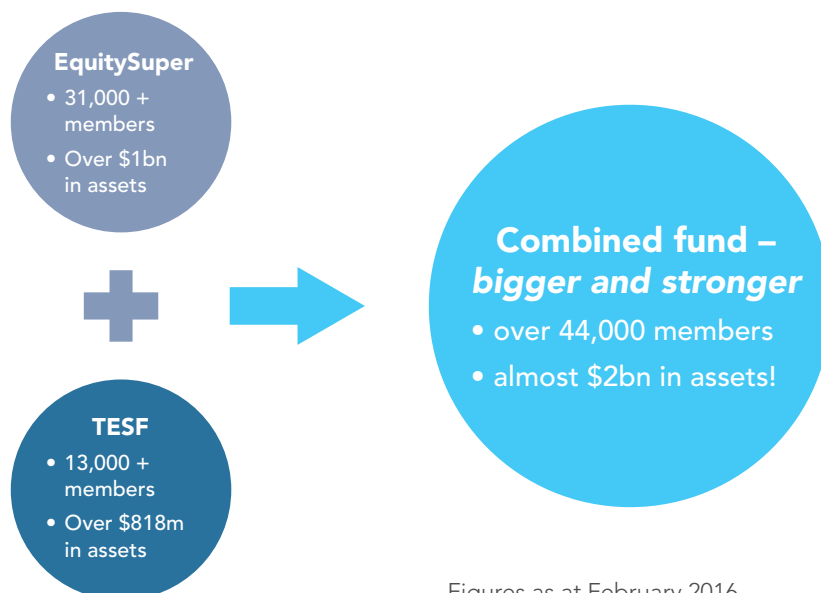 EquitySuper
• 31,000 +
members
• Over $1bn
in assets
TESF
• 13,000 +
members
• Over $818m
in assets
Combined fund –
bigger and stronger
• over 44,000 members
• almost $2bn in assets!
Figures as at February 2016